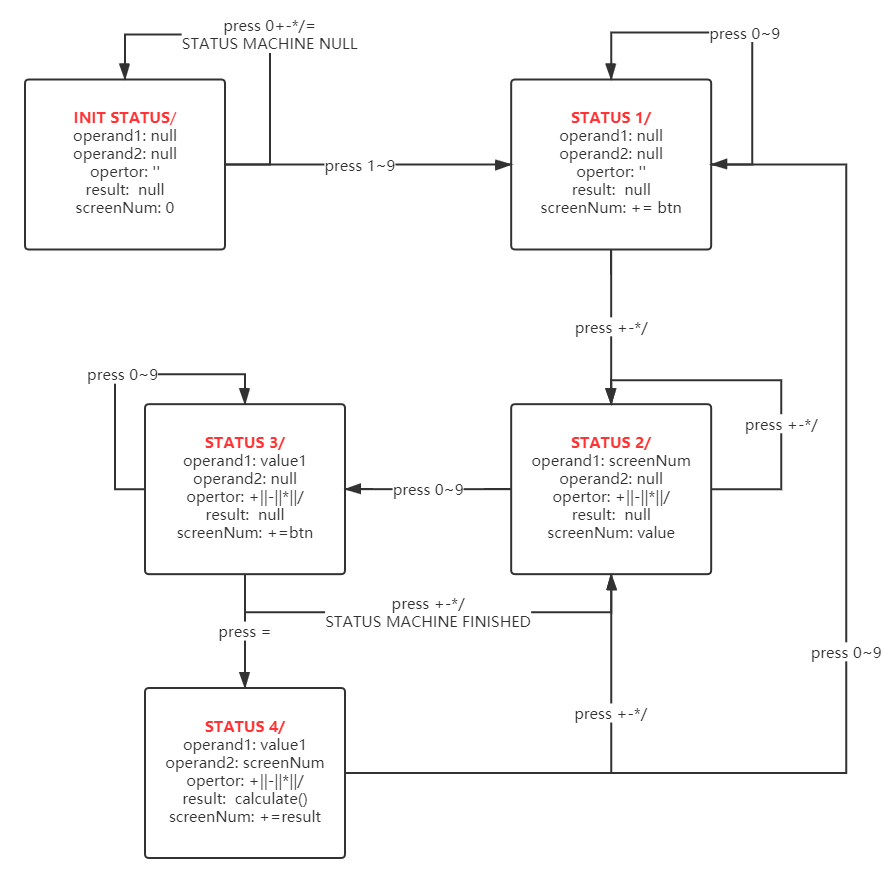 press 0+-*/=
STATUS MACHINE NULL
press 0~9
INIT STATUS/
operand1: null
operand2: null
opertor: ''
result:  null
screenNum: 0
press 1~9
STATUS 1/
operand1: null
operand2: null
opertor: ''
result:  null
screenNum: += btn
press +-*/
press 0~9
STATUS 3/
operand1: value1
operand2: null
opertor: +||-||*||/
result:  null
screenNum: +=btn
press 0~9
STATUS 2/
operand1: screenNum
operand2: null
opertor: +||-||*||/
result:  null
screenNum: value
press +-*/
press +-*/
STATUS MACHINE FINISHED
press =
press 0~9
press +-*/
STATUS 4/
operand1: value1
operand2: screenNum
opertor: +||-||*||/
result:  calculate()
screenNum: +=result